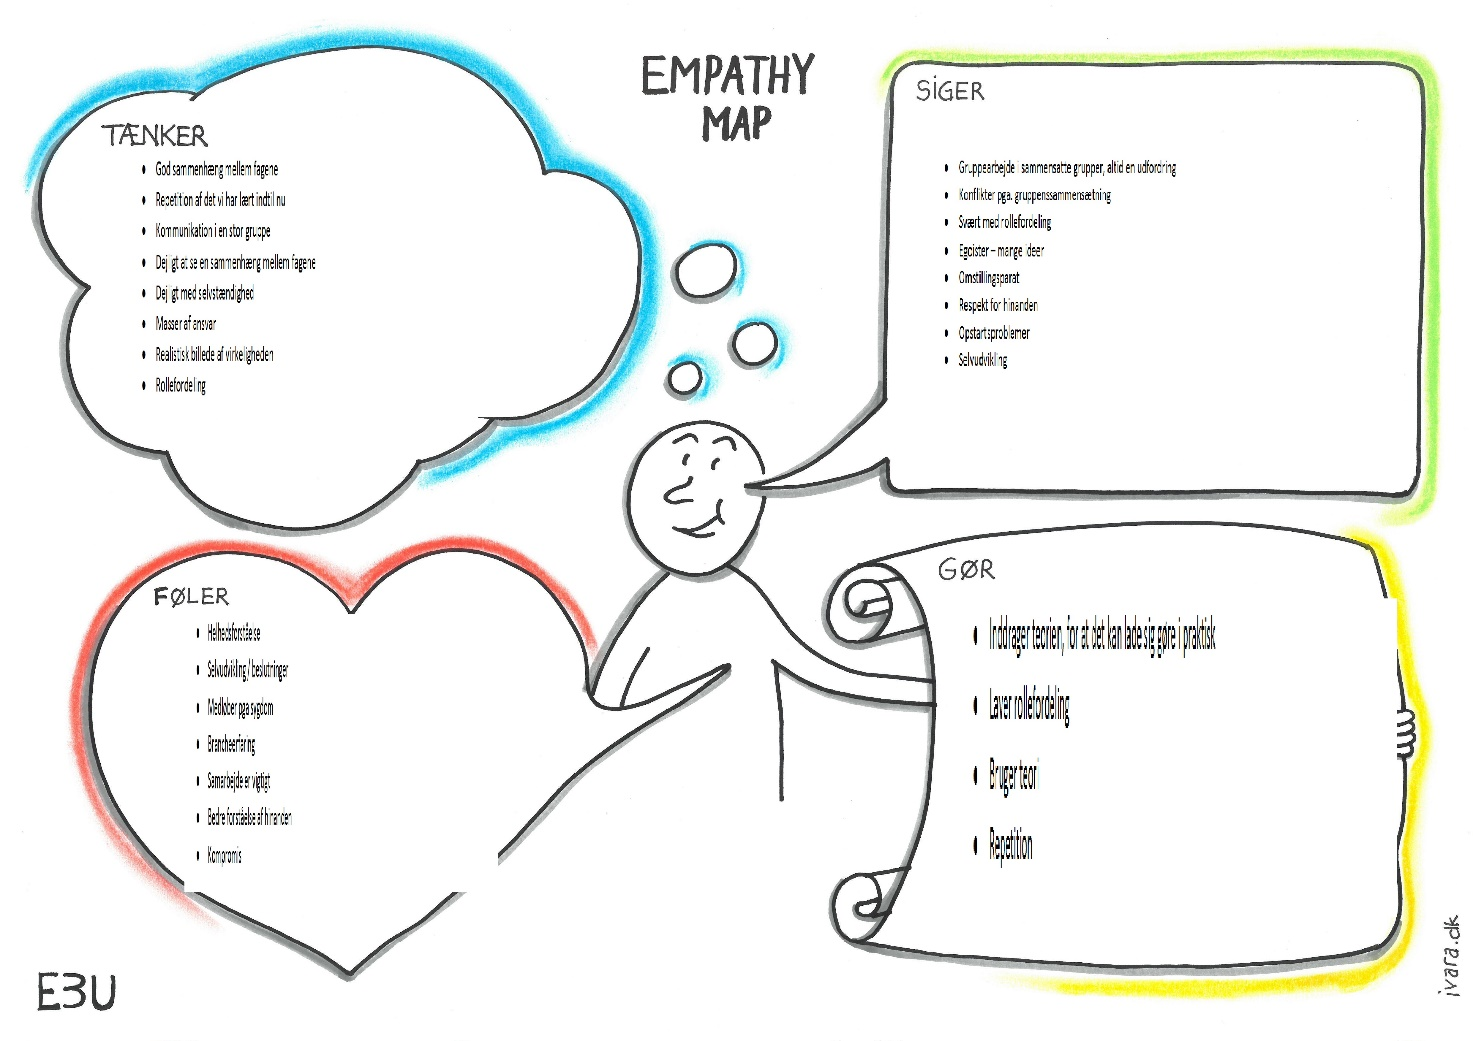 EMPATHY
MAP
TÆNKER
• God sammenhæng mellem fagene
• Repetition af det vi har lært indtil nu
• Kommunikation i en stor gruppe
• Dejligt at se en sammenhæng mellem fagene
• Dejligt med selvstændighed
• Masser af ansvar
• Realistisk billede af virkeligheden
• Rollefordeling
SIGER
• Gruppearbejde i sammensatte grupper, altid en udfordring
• Konflikter pga. gruppenssammensætning
• Svært med rollefordeling
• Egoister – mange ideer
• Omstillingsparat
• Respekt for hinanden
• Opstartsproblemer
• Selvudvikling
FØLER
• Helhedsforståelse
• Selvudvikling / beslutninger
• Medløber pga sygdom
• Brancheerfaring
• Samarbejde er vigtigt
• Bedre forståelse af hinanden
• Kompromis
GØR
• Inddrager teorien, for at det kan lade sig gøre i praktisk
• Laver rollefordeling
• Bruger teori
• Repetition
E3U
ivara.dk